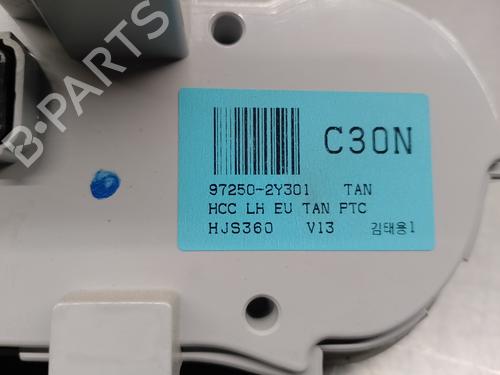 C30N
97250-2Y301 TAN
HCC LH EU TAN PTC
HJS360 V13 김태용1
B-PARTS